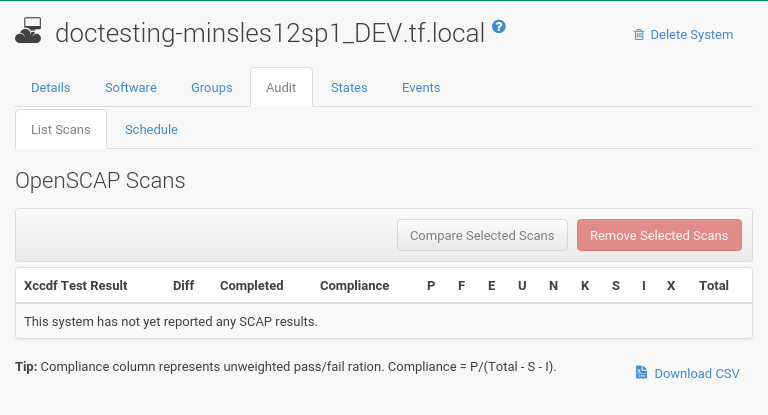 doctesting-minsles12sp1_DEV.tf.local ?
Delete System
Details Software Groups Audit States Events
List Scans Schedule
OpenSCAP Scans
Compare Selected Scans Remove Selected Scans
Xccdf Test Result Diff Completed Compliance P F E U N K S I X Total
This system has not yet reported any SCAP results.
Tip: Compliance column represents unweighted pass/fail ration. Compliance = P/(Total - S - I).
Download CSV